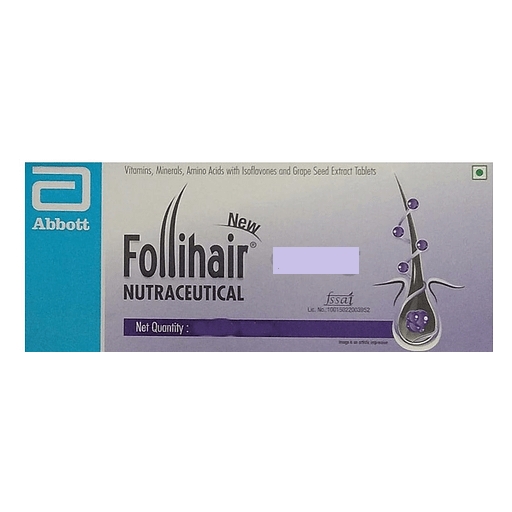 Vitamins, Minerals, Amino Acids with Isoflavones and Grape Seed Extract Tablets
Abbott
New
Follihair®
NUTRACEUTICAL
fssai
Lic. No.:10015022003852
Net Quantity :
Image is an artistic impression